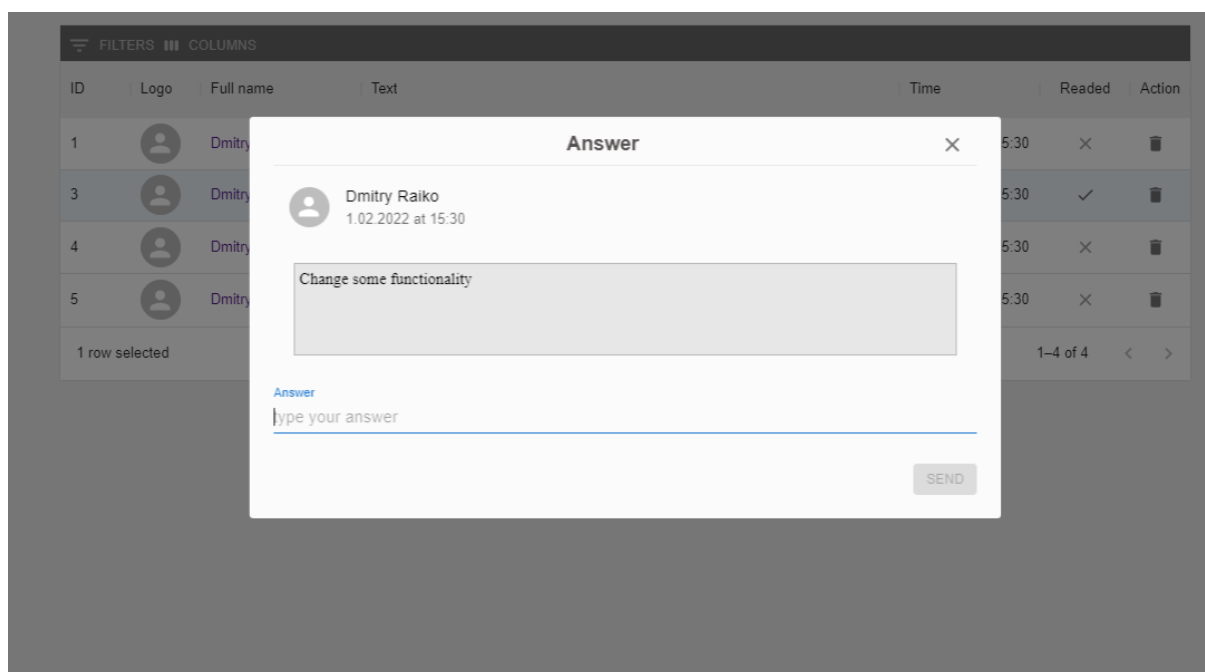 FILTERS COLUMNS
ID Logo Full name Text Time Readed Action
1 Dmitry 5:30
3 Dmitry 5:30
4 Dmitry 5:30
5 Dmitry 5:30
1 row selected 1–4 of 4
Answer
Dmitry Raiko
1.02.2022 at 15:30
Change some functionality
Answer
type your answer
SEND